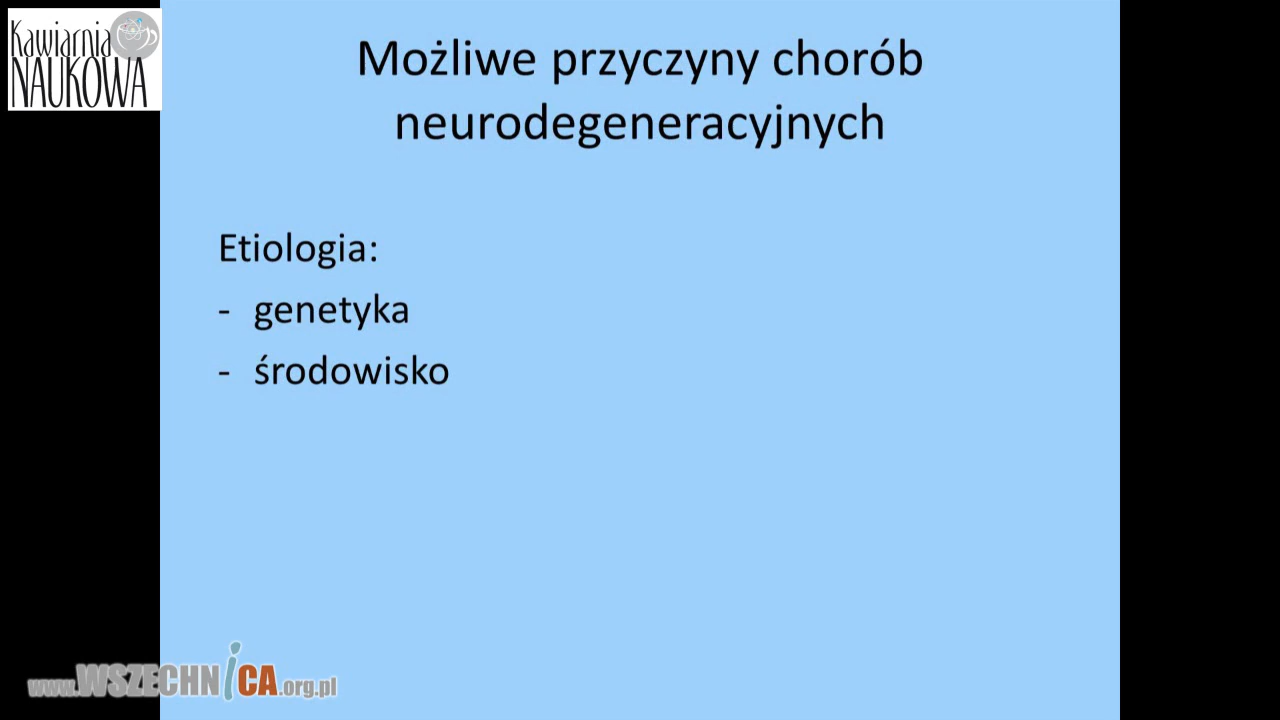 Kawiarnia
NAUKOWA
Możliwe przyczyny chorób
neurodegeneracyjnych
Etiologia:
- genetyka
- środowisko
www.WSZECHNiCA.org.pl